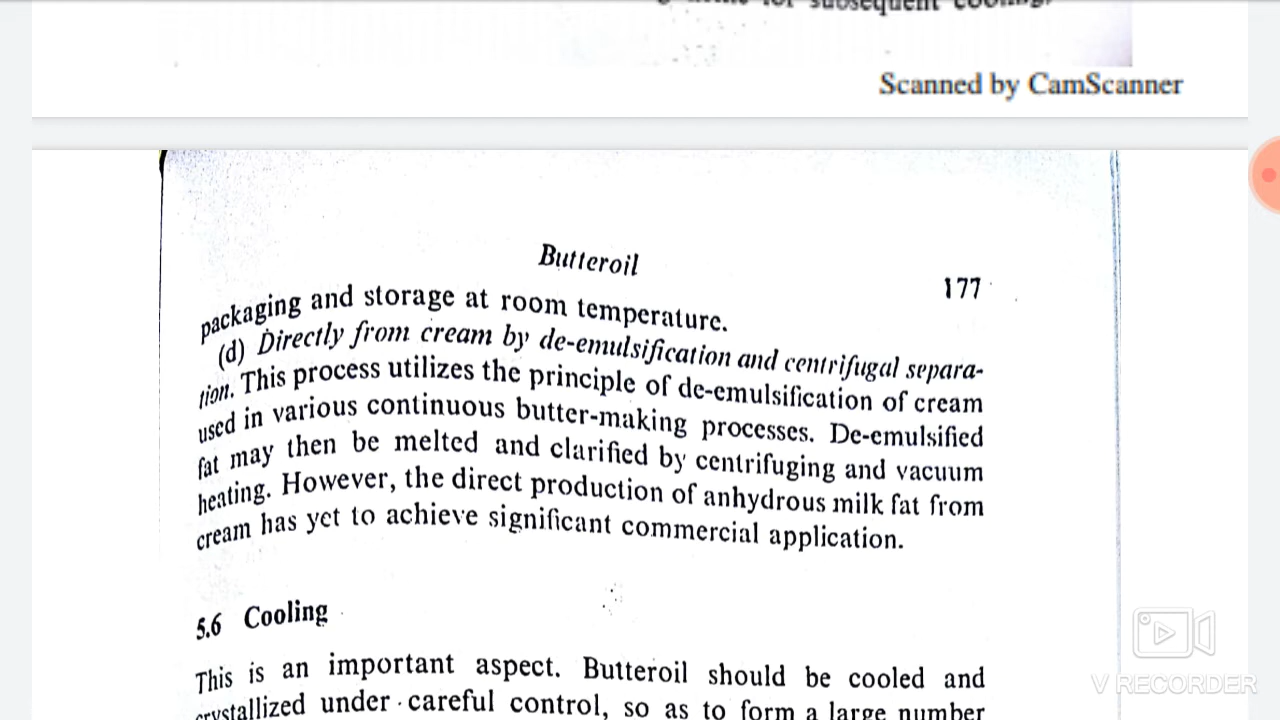 for subsequent cooling.
Scanned by CamScanner
Butteroil
177
packaging and storage at room temperature.
(d) Directly from cream by de-emulsification and centrifugal separa-
tion. This process utilizes the principle of de-emulsification of cream
used in various continuous butter-making processes. De-emulsified
fat may then be melted and clarified by centrifuging and vacuum
heating. However, the direct production of anhydrous milk fat from
cream has yet to achieve significant commercial application.
5.6 Cooling
This is an important aspect. Butteroil should be cooled and
crystallized under careful control, so as to form a large number
V RECORDER